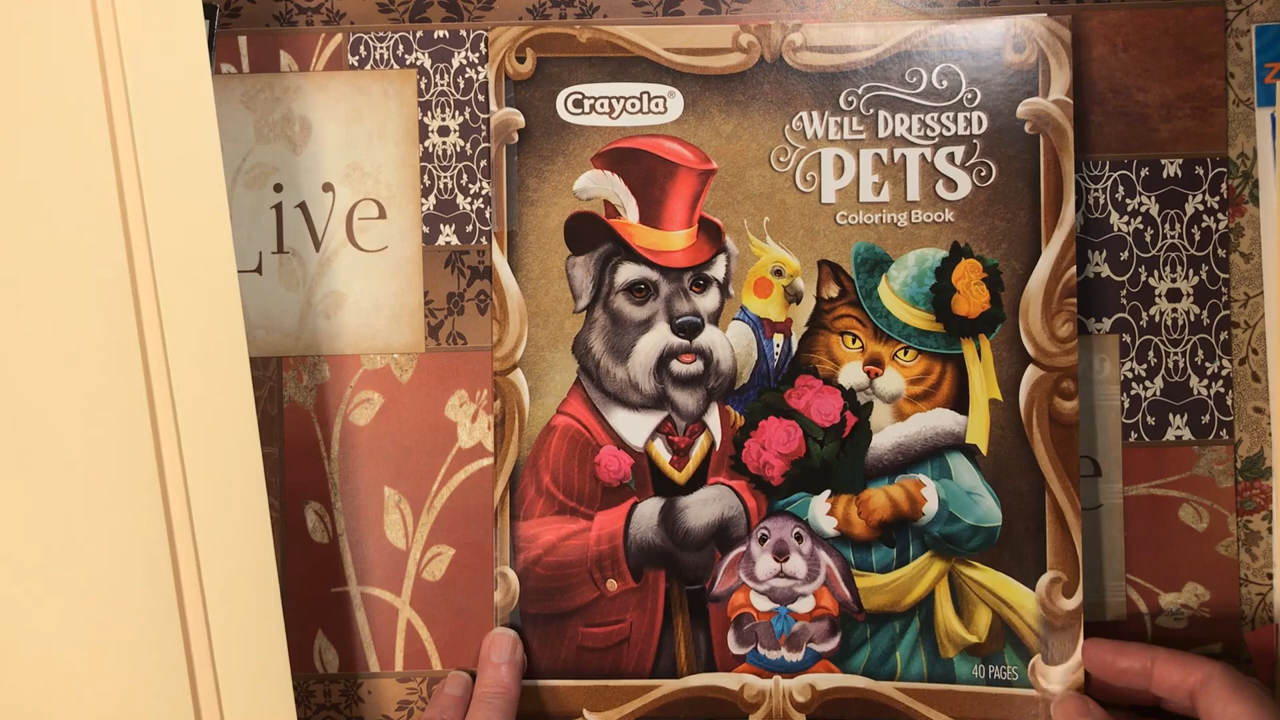 Live
Crayola®
WELL DRESSED
PETS
Coloring Book
e
40 PAGES